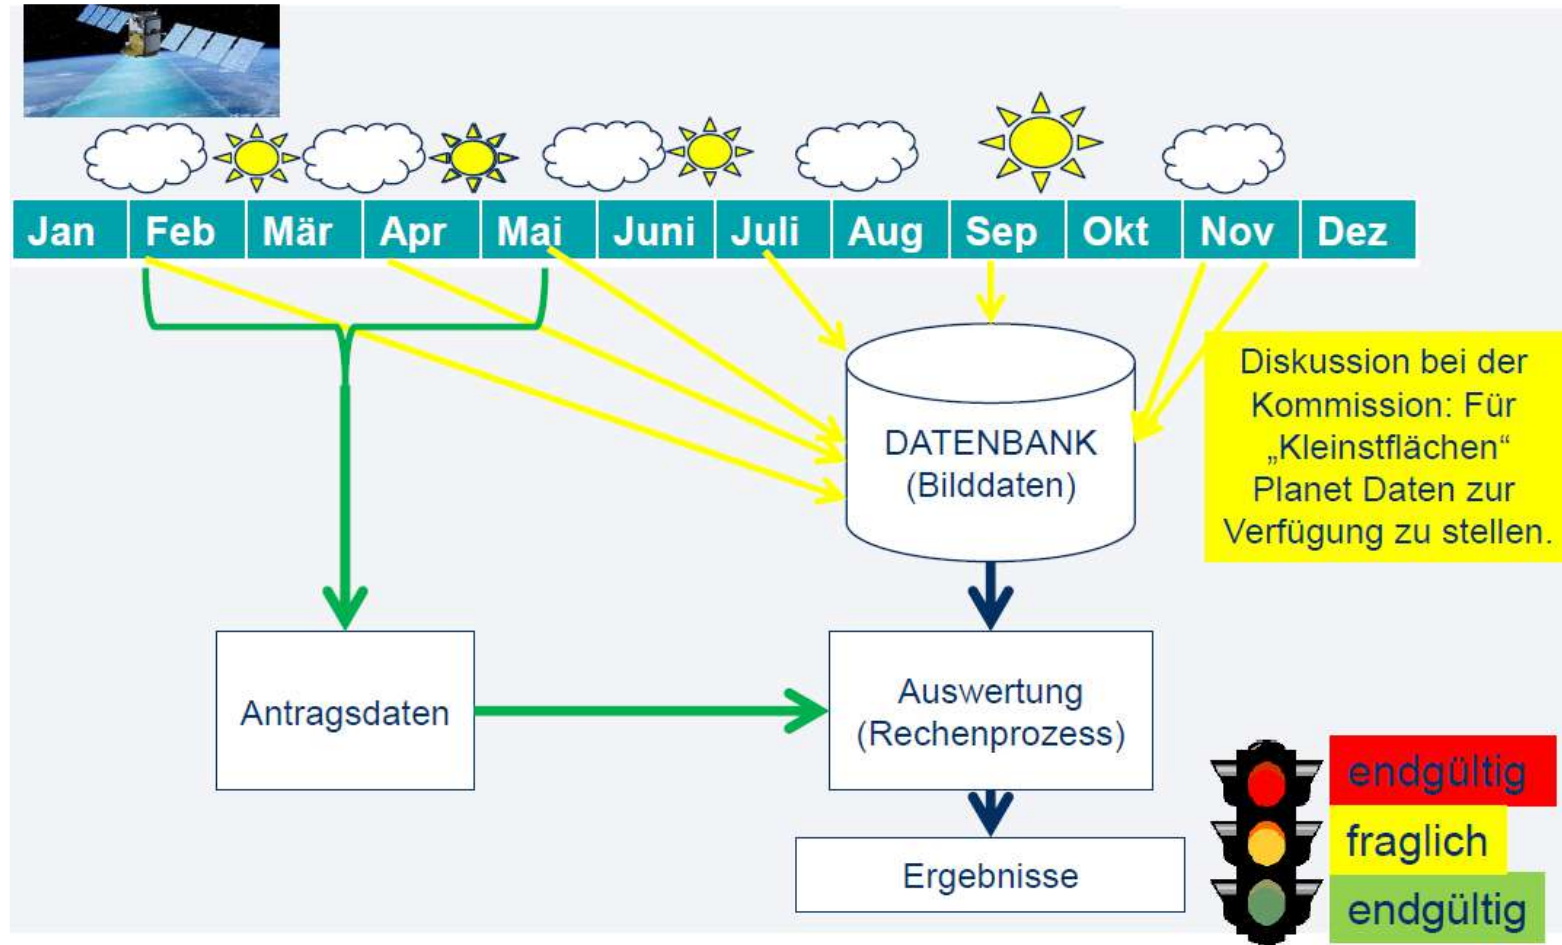 Jan Feb Mär Apr Mai Juni Juli Aug Sep Okt Nov Dez
Diskussion bei der
Kommission: Für
„Kleinstflächen“
Planet Daten zur
Verfügung zu stellen.
DATENBANK
(Bilddaten)
Antragsdaten
Auswertung
(Rechenprozess)
Ergebnisse
endgültig
fraglich
endgültig